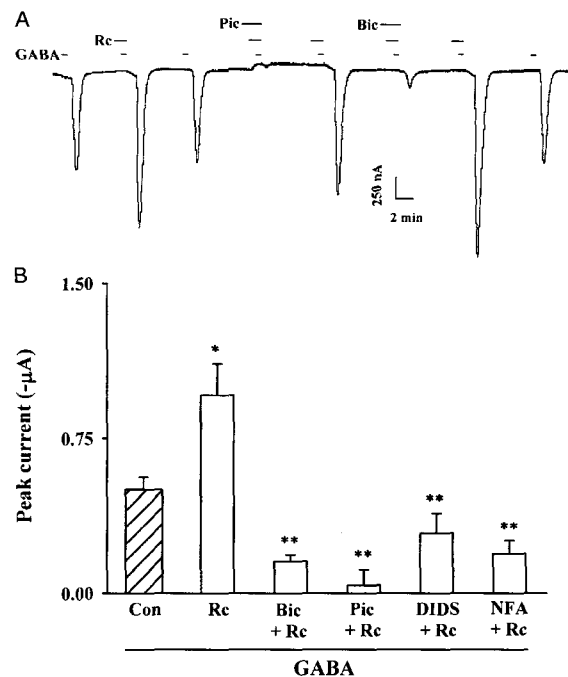 A
Pic
Bic
Rc
GABA
250 nA
2 min
B
Peak current (-μA)
1.50
0.75
0.00
*
**
**
**
**
Con
Rc
Bic + Rc
Pic + Rc
DIDS + Rc
NFA + Rc
GABA